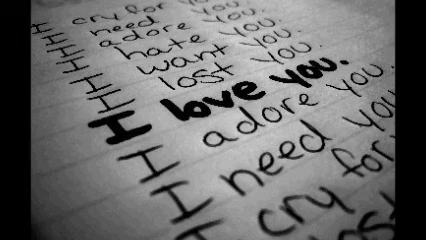 I cry for you.
I need you.
I adore you.
I hate you.
I want you.
I lost you.
I love you.
I adore you.
I need you
I cry for
I lost